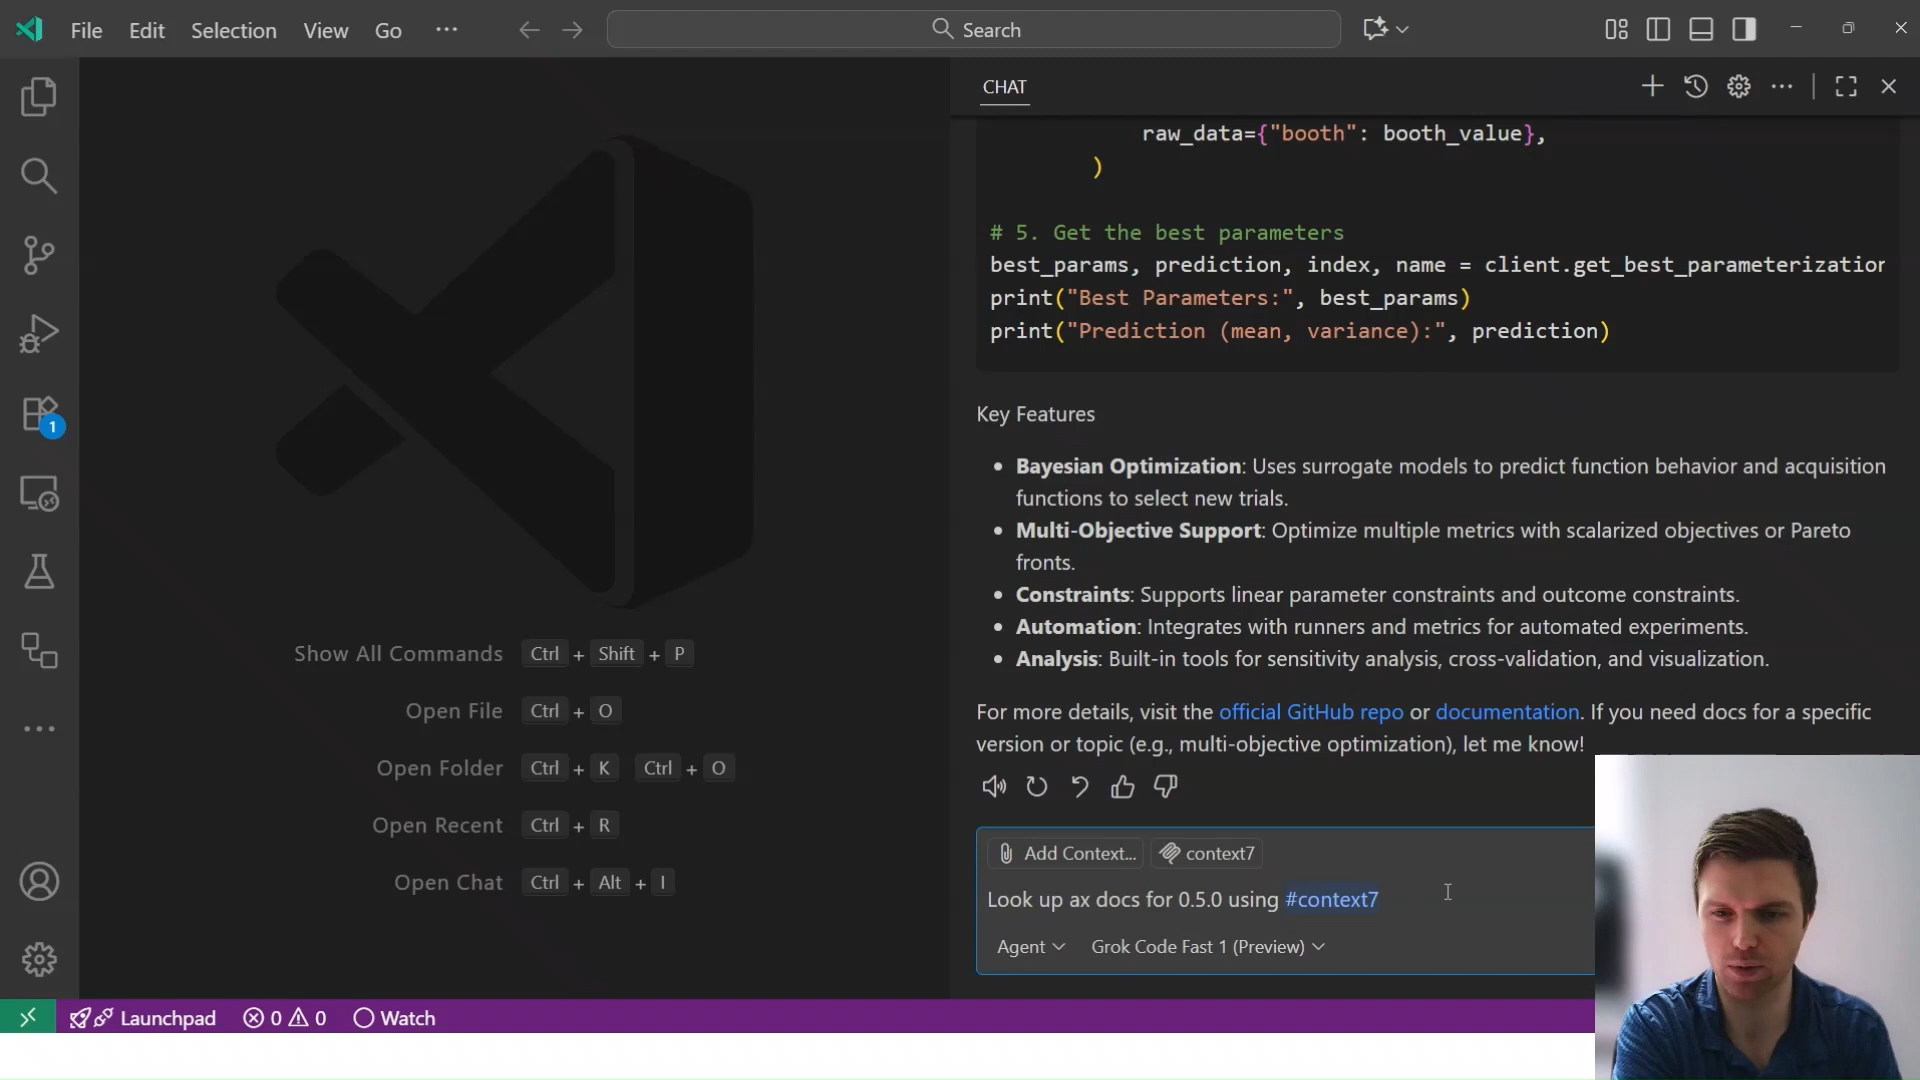 File Edit Selection View Go ···
Search
CHAT
raw_data={"booth": booth_value},
)
# 5. Get the best parameters
best_params, prediction, index, name = client.get_best_parameterization
print("Best Parameters:", best_params)
print("Prediction (mean, variance):", prediction)
Key Features
• Bayesian Optimization: Uses surrogate models to predict function behavior and acquisition
functions to select new trials.
• Multi-Objective Support: Optimize multiple metrics with scalarized objectives or Pareto
fronts.
• Constraints: Supports linear parameter constraints and outcome constraints.
• Automation: Integrates with runners and metrics for automated experiments.
• Analysis: Built-in tools for sensitivity analysis, cross-validation, and visualization.
For more details, visit the official GitHub repo or documentation. If you need docs for a specific
version or topic (e.g., multi-objective optimization), let me know!
Add Context... context7
Look up ax docs for 0.5.0 using #context7
Agent Grok Code Fast 1 (Preview)
1
Show All Commands Ctrl + Shift + P
Open File Ctrl + O
Open Folder Ctrl + K Ctrl + O
Open Recent Ctrl + R
Open Chat Ctrl + Alt + I
Launchpad 0 0 Watch